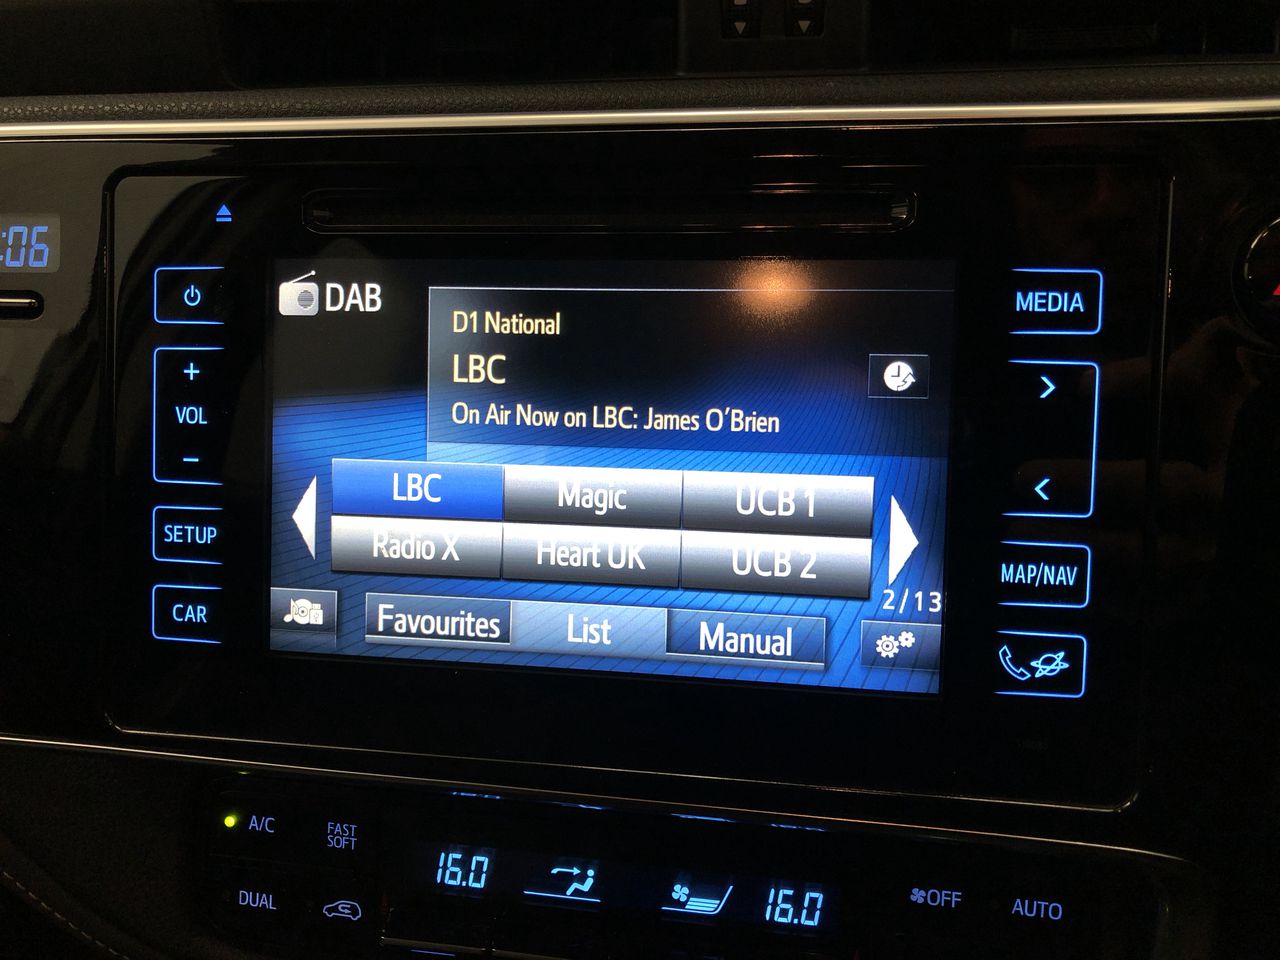 :06
DAB
D1 National
LBC
On Air Now on LBC: James O'Brien
LBC Magic UCB 1
Radio X Heart UK UCB 2
2/13
Favourites List Manual
+
VOL
−
SETUP
CAR
MEDIA
>
<
MAP/NAV
A/C
FAST
SOFT
16.0
16.0
OFF
AUTO
DUAL